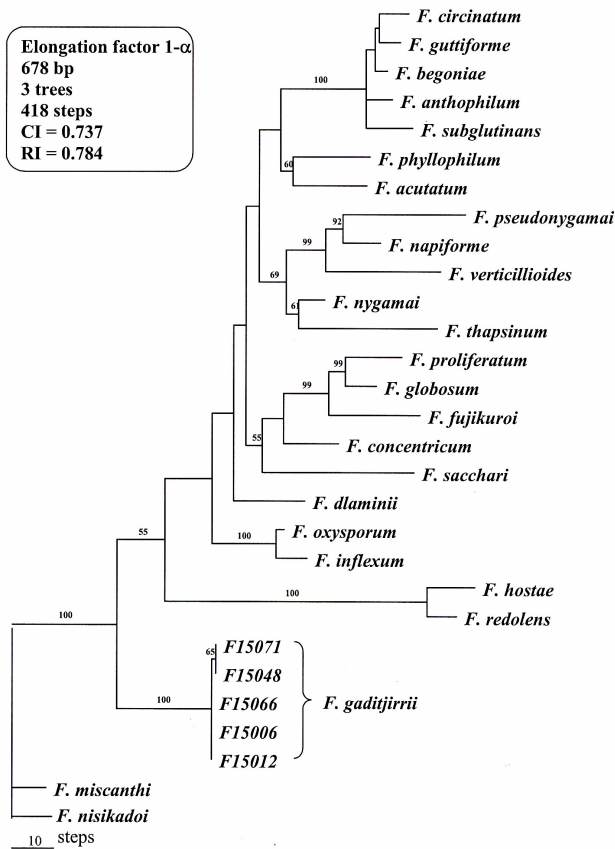 Elongation factor 1-α
678 bp
3 trees
418 steps
CI = 0.737
RI = 0.784
F. circinatum
F. guttiforme
F. begoniae
100
F. anthophilum
F. subglutinans
F. phyllophilum
60
F. acutatum
F. pseudonygamai
92
F. napiforme
99
F. verticillioides
69
F. nygamai
61
F. thapsinum
F. proliferatum
99
F. globosum
99
F. fujikuroi
F. concentricum
55
F. sacchari
F. dlaminii
F. oxysporum
55
100
F. inflexum
F. hostae
100
F. redolens
100
F15071
65
F15048
F15066
F. gaditjirrii
100
F15006
F15012
F. miscanthi
F. nisikadoi
10 steps